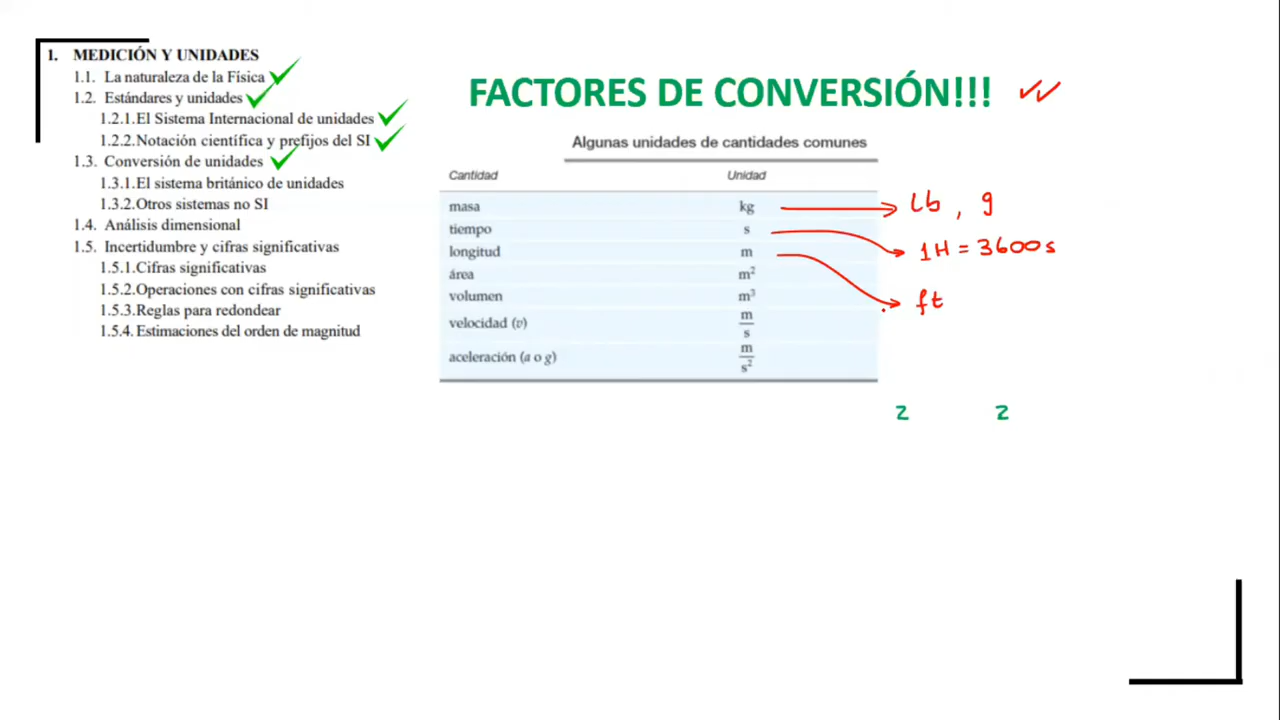 1. MEDICIÓN Y UNIDADES
1.1. La naturaleza de la Física
1.2. Estándares y unidades
1.2.1.El Sistema Internacional de unidades
1.2.2.Notación científica y prefijos del SI
1.3. Conversión de unidades
1.3.1.El sistema británico de unidades
1.3.2.Otros sistemas no SI
1.4. Análisis dimensional
1.5. Incertidumbre y cifras significativas
1.5.1.Cifras significativas
1.5.2.Operaciones con cifras significativas
1.5.3.Reglas para redondear
1.5.4.Estimaciones del orden de magnitud
FACTORES DE CONVERSIÓN!!!
Algunas unidades de cantidades comunes
Cantidad Unidad
masa kg Lb , g
tiempo s 1H = 3600s
longitud m ft
área m²
volumen m³
velocidad (v) m/s
aceleración (a o g) m/s²
2 2